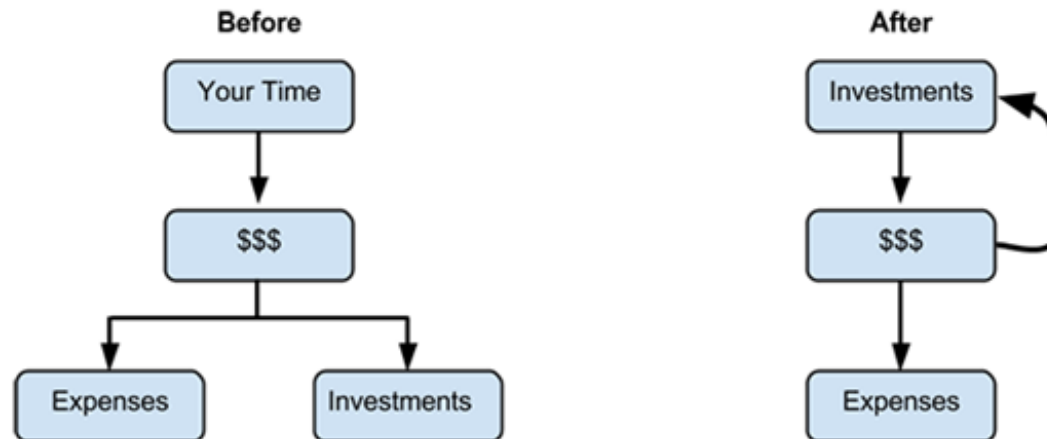 Before
Your Time
$$$
Expenses
Investments
After
Investments
$$$
Expenses